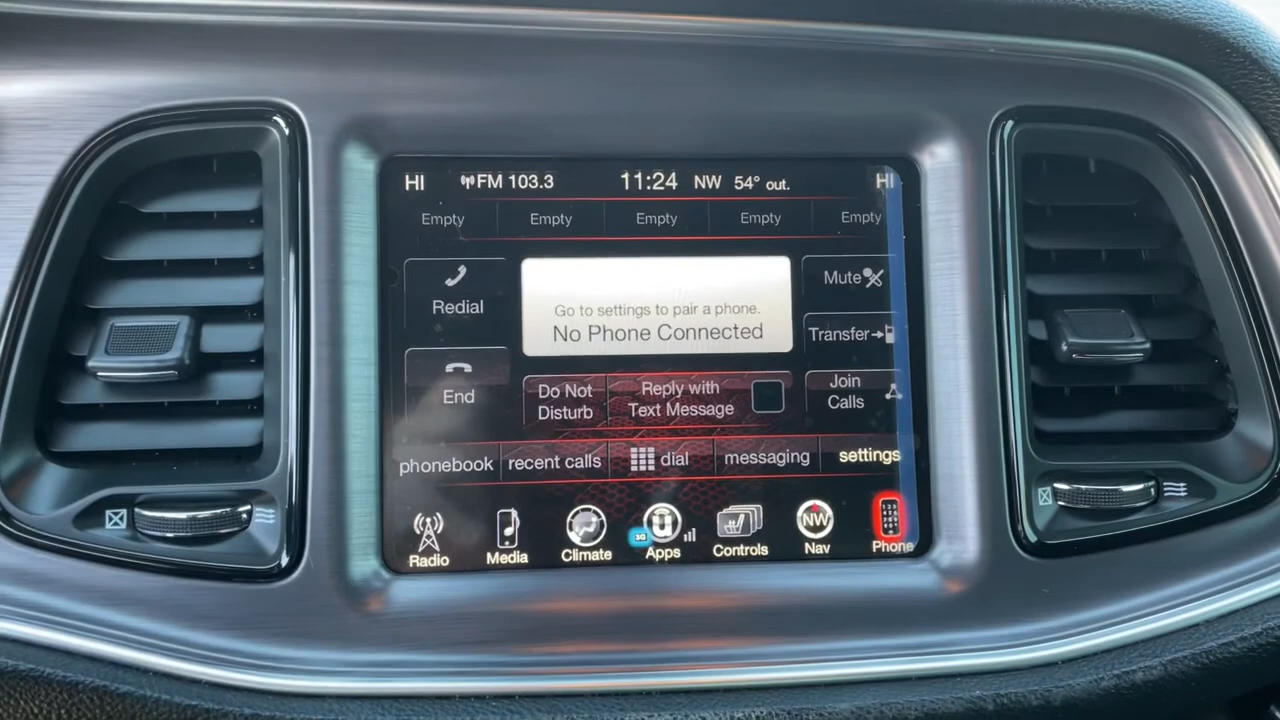 HI FM 103.3 11:24 NW 54° out. HI
Empty Empty Empty Empty Empty
Redial
Go to settings to pair a phone.
No Phone Connected
Mute
Transfer
End
Do Not
Disturb
Reply with
Text Message
Join
Calls
phonebook recent calls dial messaging settings
NW
3G
Radio Media Climate Apps Controls Nav Phone